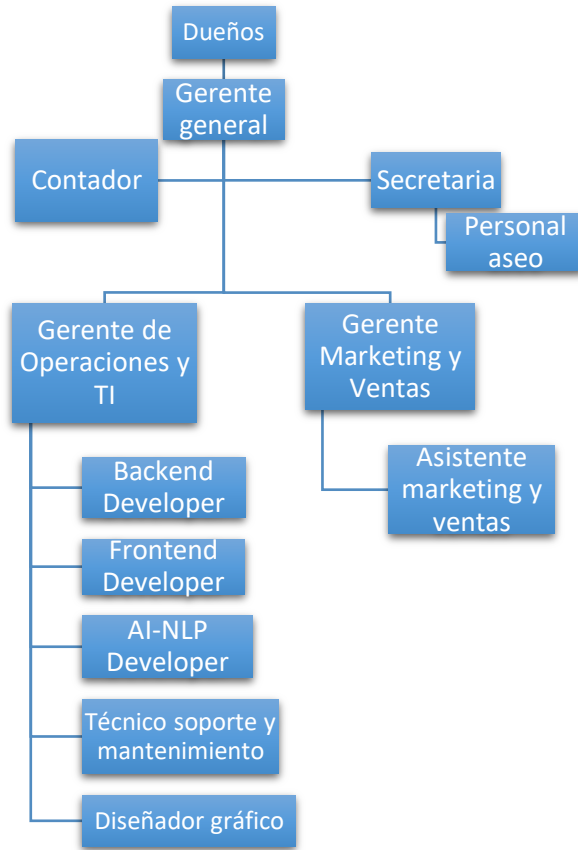 Dueños
Gerente
general
Contador
Secretaria
Personal
aseo
Gerente de
Operaciones y
TI
Gerente
Marketing y
Ventas
Backend
Developer
Asistente
marketing y
ventas
Frontend
Developer
AI-NLP
Developer
Técnico soporte y
mantenimiento
Diseñador gráfico